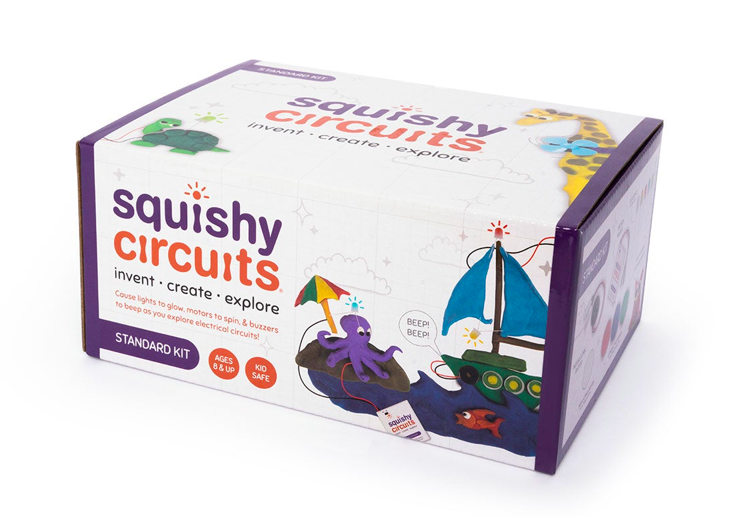 STANDARD KIT
squishy
circuits
invent · create · explore
squishy
circuits
invent · create · explore
Cause lights to glow, motors to spin, & buzzers
to beep as you explore electrical circuits!
STANDARD KIT
AGES
8 & UP
KID
SAFE
BEEP!
BEEP!
squishy
circuits
STANDARD KIT